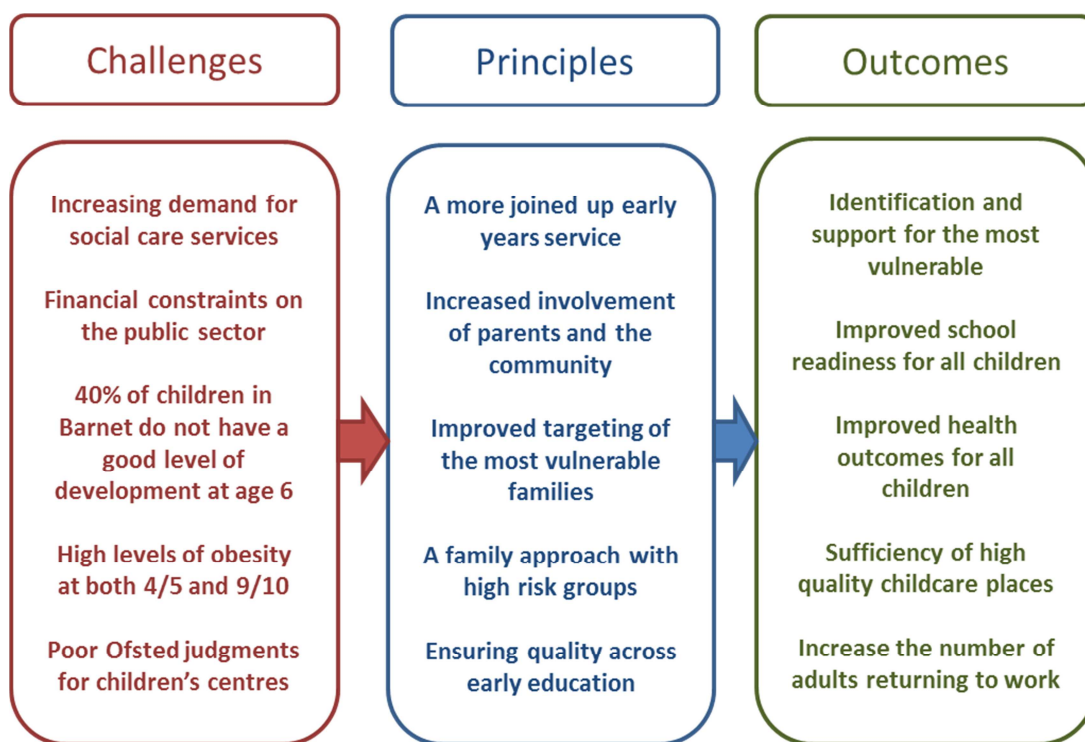 Challenges
Principles
Outcomes
Increasing demand for
social care services
Financial constraints on
the public sector
40% of children in
Barnet do not have a
good level of
development at age 6
High levels of obesity
at both 4/5 and 9/10
Poor Ofsted judgments
for children's centres
A more joined up early
years service
Increased involvement
of parents and the
community
Improved targeting of
the most vulnerable
families
A family approach with
high risk groups
Ensuring quality across
early education
Identification and
support for the most
vulnerable
Improved school
readiness for all children
Improved health
outcomes for all
children
Sufficiency of high
quality childcare places
Increase the number of
adults returning to work